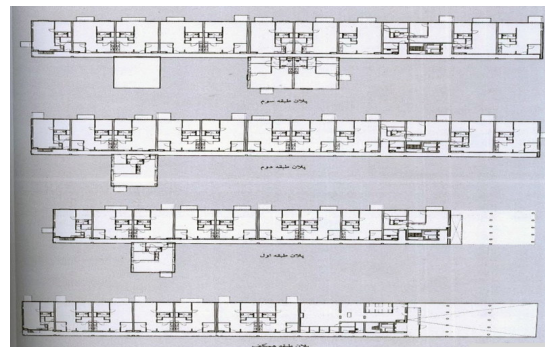 پلان طبقه سوم
پلان طبقه دوم
پلان طبقه اول
پلان طبقه همکف